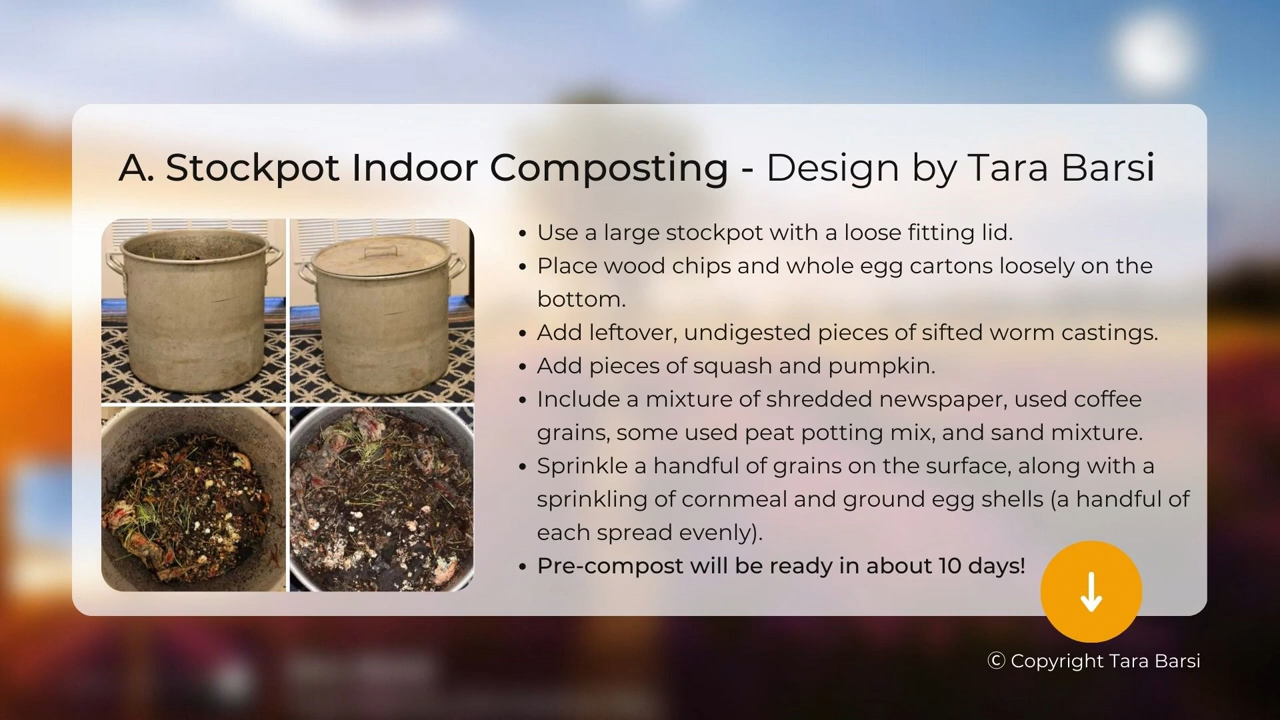 A. Stockpot Indoor Composting - Design by Tara Barsi
• Use a large stockpot with a loose fitting lid.
• Place wood chips and whole egg cartons loosely on the
bottom.
• Add leftover, undigested pieces of sifted worm castings.
• Add pieces of squash and pumpkin.
• Include a mixture of shredded newspaper, used coffee
grains, some used peat potting mix, and sand mixture.
• Sprinkle a handful of grains on the surface, along with a
sprinkling of cornmeal and ground egg shells (a handful of
each spread evenly).
• Pre-compost will be ready in about 10 days!
© Copyright Tara Barsi